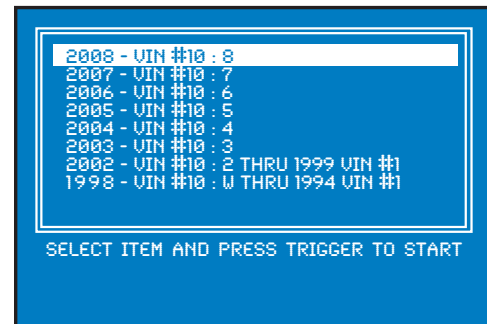 2008 - VIN #10 : 8
2007 - VIN #10 : 7
2006 - VIN #10 : 6
2005 - VIN #10 : 5
2004 - VIN #10 : 4
2003 - VIN #10 : 3
2002 - VIN #10 : 2 THRU 1999 VIN #1
1998 - VIN #10 : W THRU 1994 VIN #1
SELECT ITEM AND PRESS TRIGGER TO START